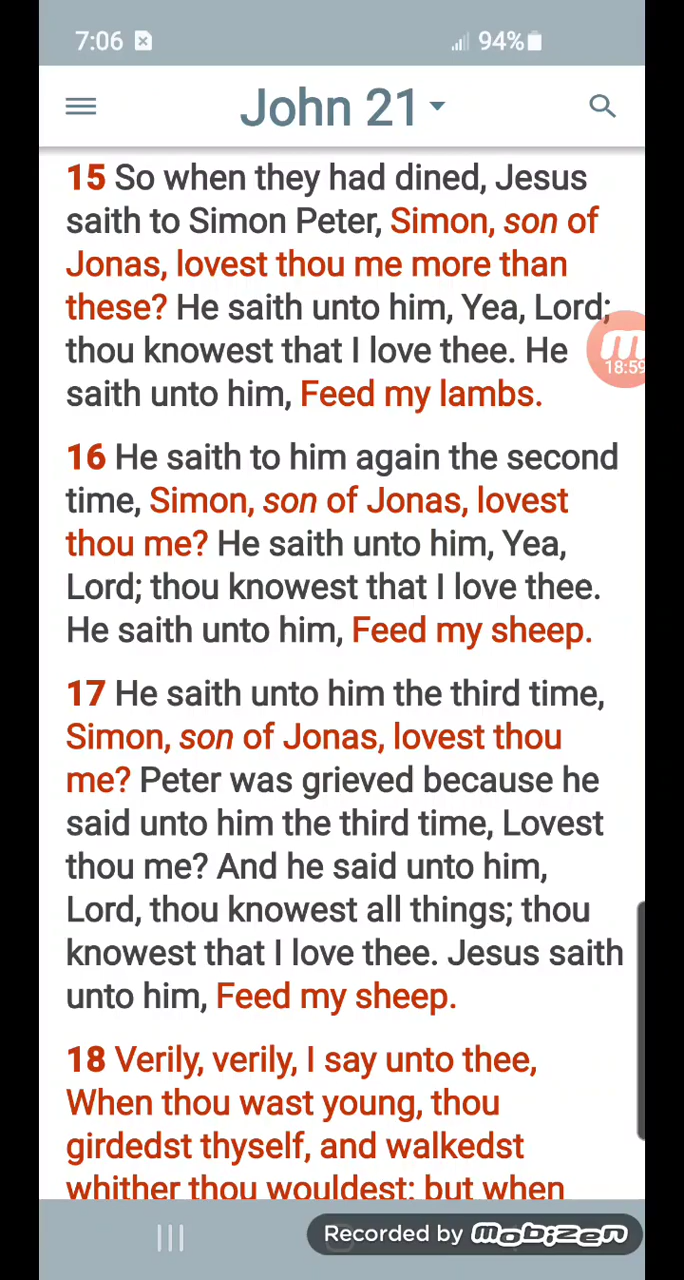 7:06 94%
John 21
15 So when they had dined, Jesus
saith to Simon Peter, Simon, son of
Jonas, lovest thou me more than
these? He saith unto him, Yea, Lord;
thou knowest that I love thee. He
18:59
saith unto him, Feed my lambs.
16 He saith to him again the second
time, Simon, son of Jonas, lovest
thou me? He saith unto him, Yea,
Lord; thou knowest that I love thee.
He saith unto him, Feed my sheep.
17 He saith unto him the third time,
Simon, son of Jonas, lovest thou
me? Peter was grieved because he
said unto him the third time, Lovest
thou me? And he said unto him,
Lord, thou knowest all things; thou
knowest that I love thee. Jesus saith
unto him, Feed my sheep.
18 Verily, verily, I say unto thee,
When thou wast young, thou
girdedst thyself, and walkedst
whither thou wouldest: but when
Recorded by mobizen